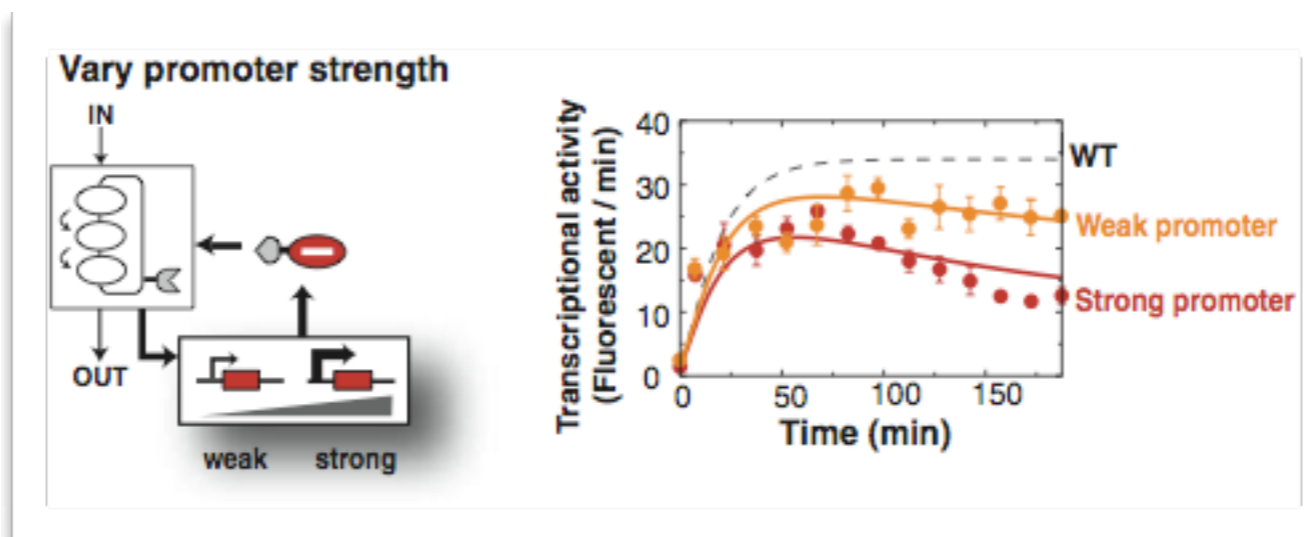 Vary promoter strength
IN
OUT
weak strong
Transcriptional activity
(Fluorescent / min)
40
30
20
10
0
0 50 100 150
Time (min)
WT
Weak promoter
Strong promoter